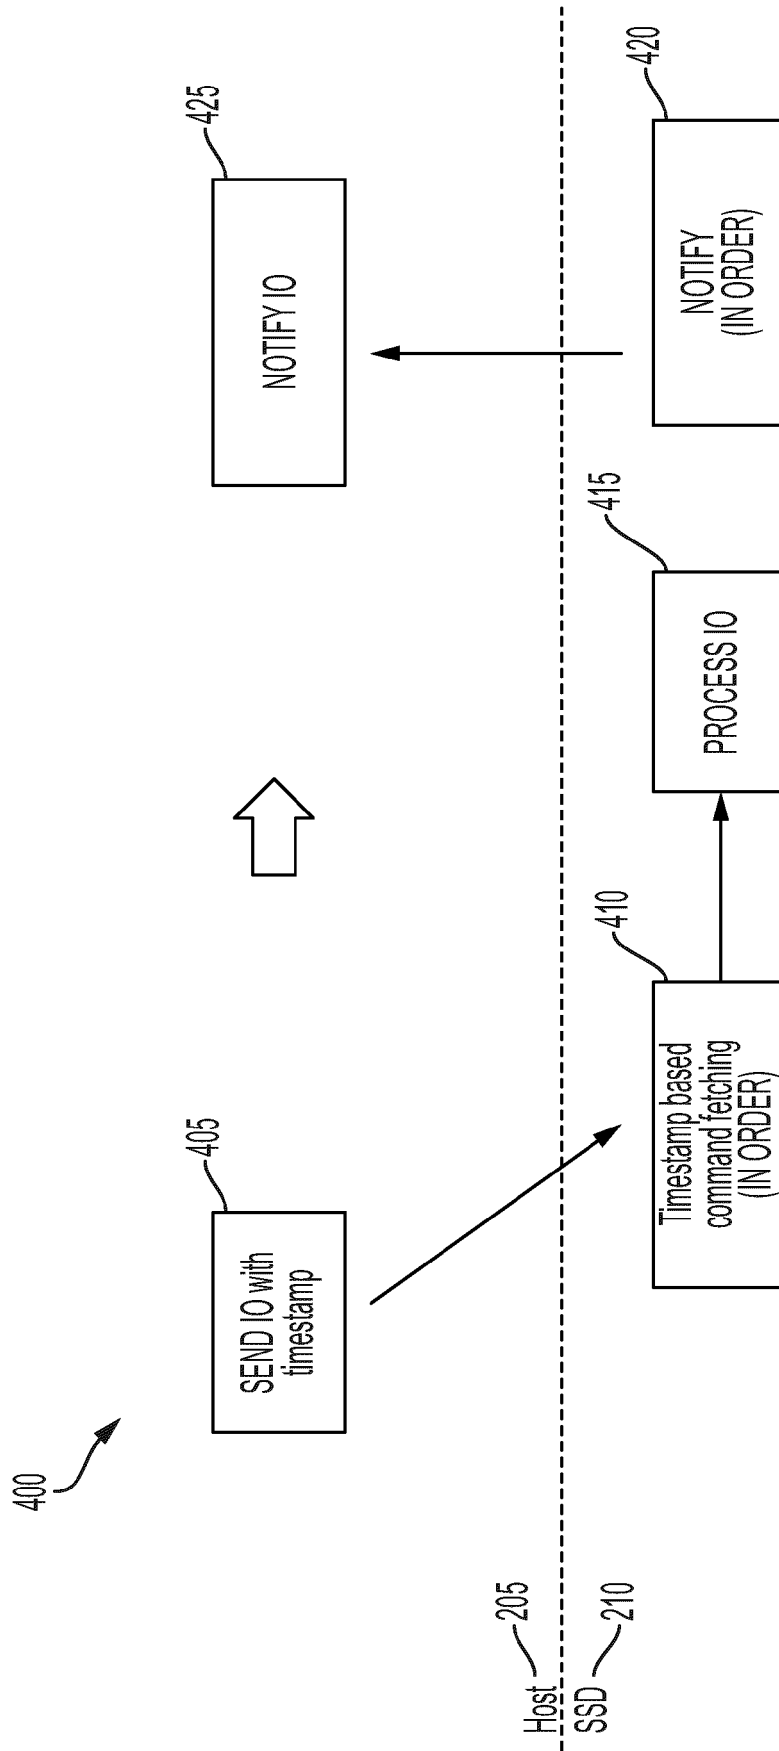 400
405
SEND IO with
timestamp
425
NOTIFY IO
Host
205
SSD
210
410
Timestamp based
command fetching
(IN ORDER)
415
PROCESS IO
420
NOTIFY
(IN ORDER)